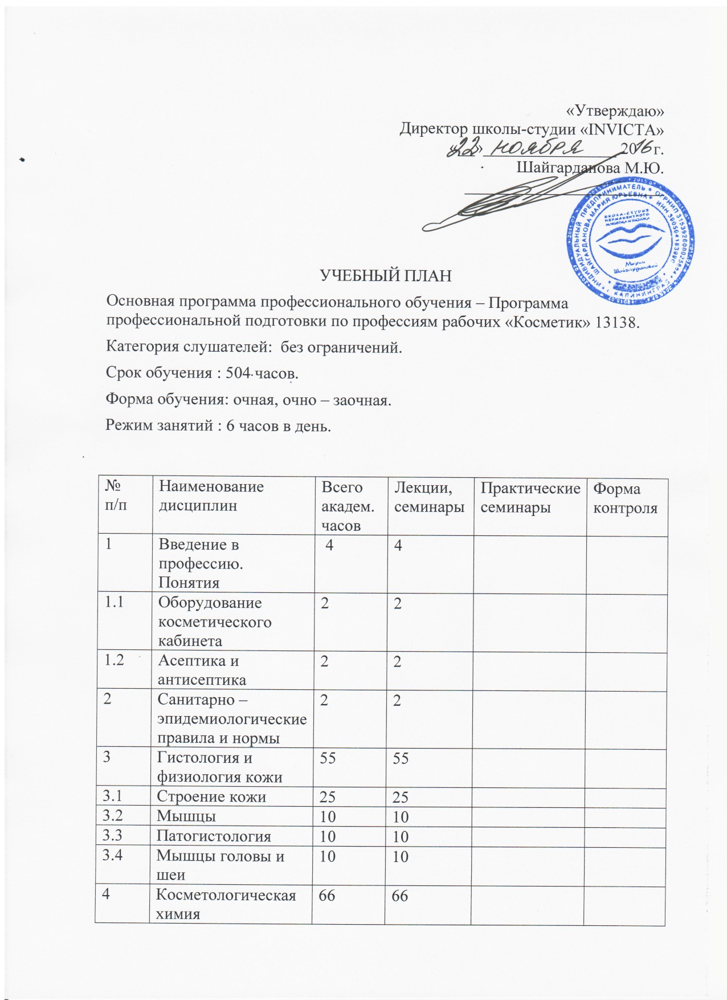 «Утверждаю»
Директор школы-студии «INVICTA»
«22» ноября 2016 г.
Шайгарданова М.Ю.
ИНДИВИДУАЛЬНЫЙ ПРЕДПРИНИМАТЕЛЬ * ОГРНИП
ШАЙГАРДАНОВА МАРИЯ ЮРЬЕВНА * ИНН
ШКОЛА-СТУДИЯ
ПЕРМАНЕНТНОГО
Мария
Шайгардановой
г КАЛИНИНГРАД
УЧЕБНЫЙ ПЛАН
Основная программа профессионального обучения – Программа
профессиональной подготовки по профессиям рабочих «Косметик» 13138.
Категория слушателей:  без ограничений.
Срок обучения : 504 часов.
Форма обучения: очная, очно – заочная.
Режим занятий : 6 часов в день.
№ Наименование Всего Лекции, Практические Форма
п/п дисциплин академ. семинары семинары контроля
часов
1 Введение в 4 4
профессию.
Понятия
1.1 Оборудование 2 2
косметического
кабинета
1.2 Асептика и 2 2
антисептика
2 Санитарно – 2 2
эпидемиологические
правила и нормы
3 Гистология и 55 55
физиология кожи
3.1 Строение кожи 25 25
3.2 Мышцы 10 10
3.3 Патогистология 10 10
3.4 Мышцы головы и 10 10
шеи
4 Косметологическая 66 66
химия